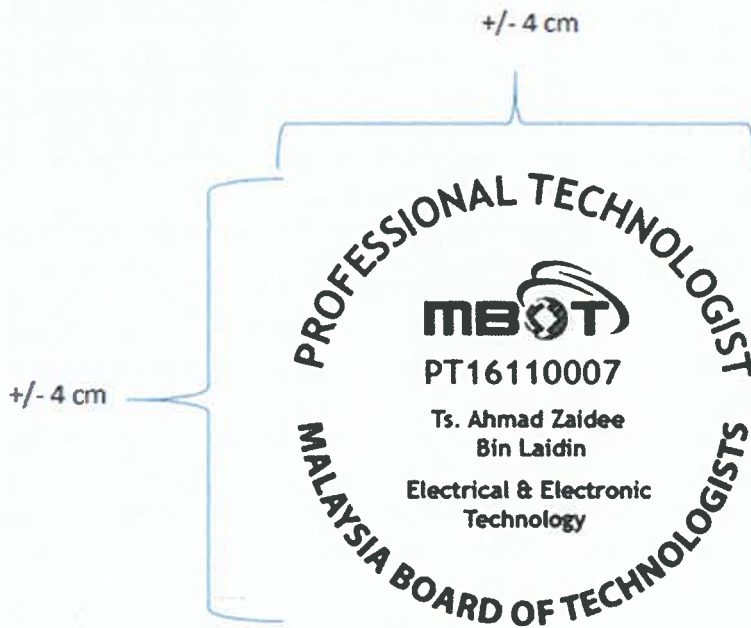 +/- 4 cm
+/- 4 cm
PROFESSIONAL TECHNOLOGIST
MBOT
PT16110007
Ts. Ahmad Zaidee
Bin Laidin
Electrical & Electronic
Technology
MALAYSIA BOARD OF TECHNOLOGISTS